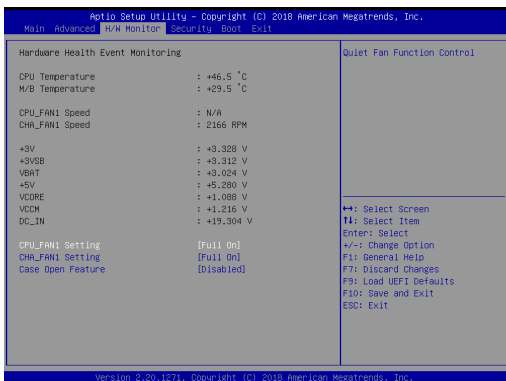 Aptio Setup Utility – Copyright (C) 2018 American Megatrends, Inc.
Main Advanced H/W Monitor Security Boot Exit
Hardware Health Event Monitoring
CPU Temperature : +46.5 °C
M/B Temperature : +29.5 °C
CPU_FAN1 Speed : N/A
CHA_FAN1 Speed : 2166 RPM
+3V : +3.328 V
+3VSB : +3.312 V
VBAT : +3.024 V
+5V : +5.280 V
VCORE : +1.088 V
VCCM : +1.216 V
DC_IN : +19.304 V
CPU_FAN1 Setting [Full On]
CHA_FAN1 Setting [Full On]
Case Open Feature [Disabled]
Quiet Fan Function Control
↔: Select Screen
↑↓: Select Item
Enter: Select
+/-: Change Option
F1: General Help
F7: Discard Changes
F9: Load UEFI Defaults
F10: Save and Exit
ESC: Exit
Version 2.20.1271. Copyright (C) 2018 American Megatrends, Inc.